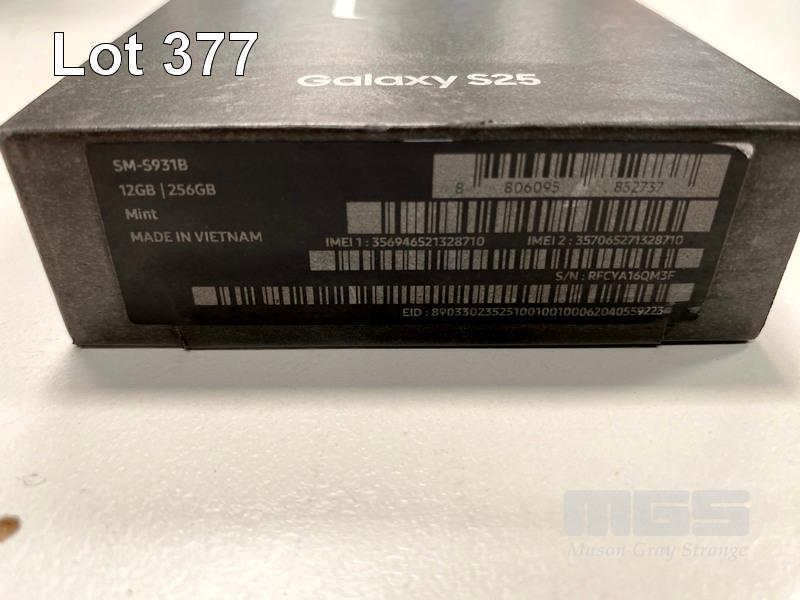 Lot 377
Galaxy S25
SM-S931B
12GB | 256GB
Mint
MADE IN VIETNAM
8 806095 852737
IMEI 1 : 356946521328710 IMEI 2 : 357065271328710
S/N : RFCYA16QM3F
EID : 89033023525100100100062040559223
MGS
Mason Gray Strange